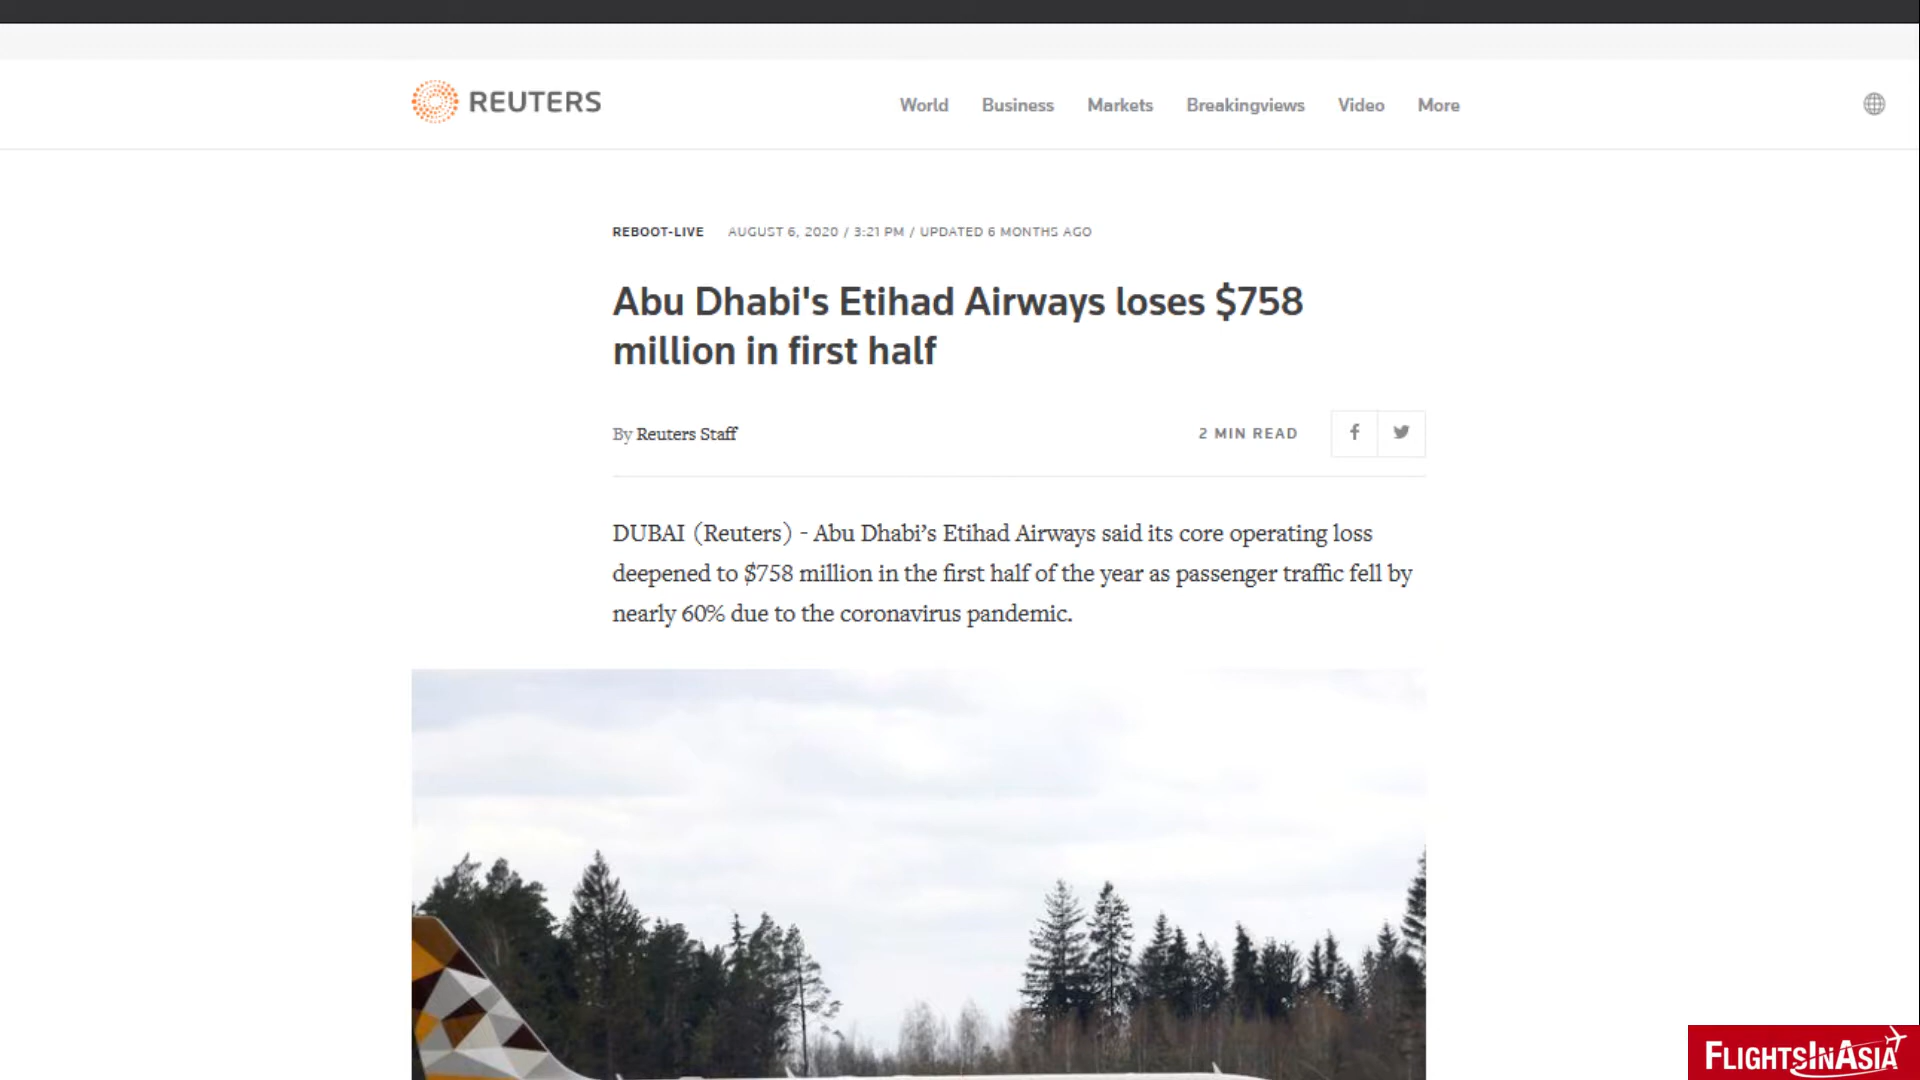 REUTERS
World Business Markets Breakingviews Video More
REBOOT-LIVE AUGUST 6, 2020 / 3:21 PM / UPDATED 6 MONTHS AGO
Abu Dhabi's Etihad Airways loses $758
million in first half
By Reuters Staff
2 MIN READ
DUBAI (Reuters) - Abu Dhabi’s Etihad Airways said its core operating loss
deepened to $758 million in the first half of the year as passenger traffic fell by
nearly 60% due to the coronavirus pandemic.
FLIGHTSINASIA